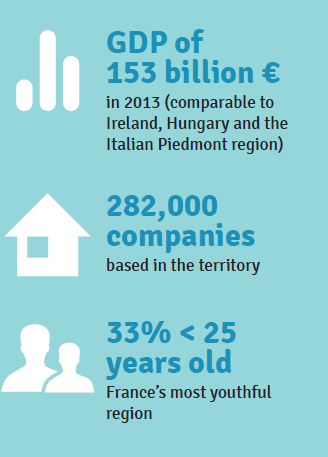 GDP of
153 billion €
in 2013 (comparable to
Ireland, Hungary and the
Italian Piedmont region)
282,000
companies
based in the territory
33% < 25
years old
France's most youthful
region